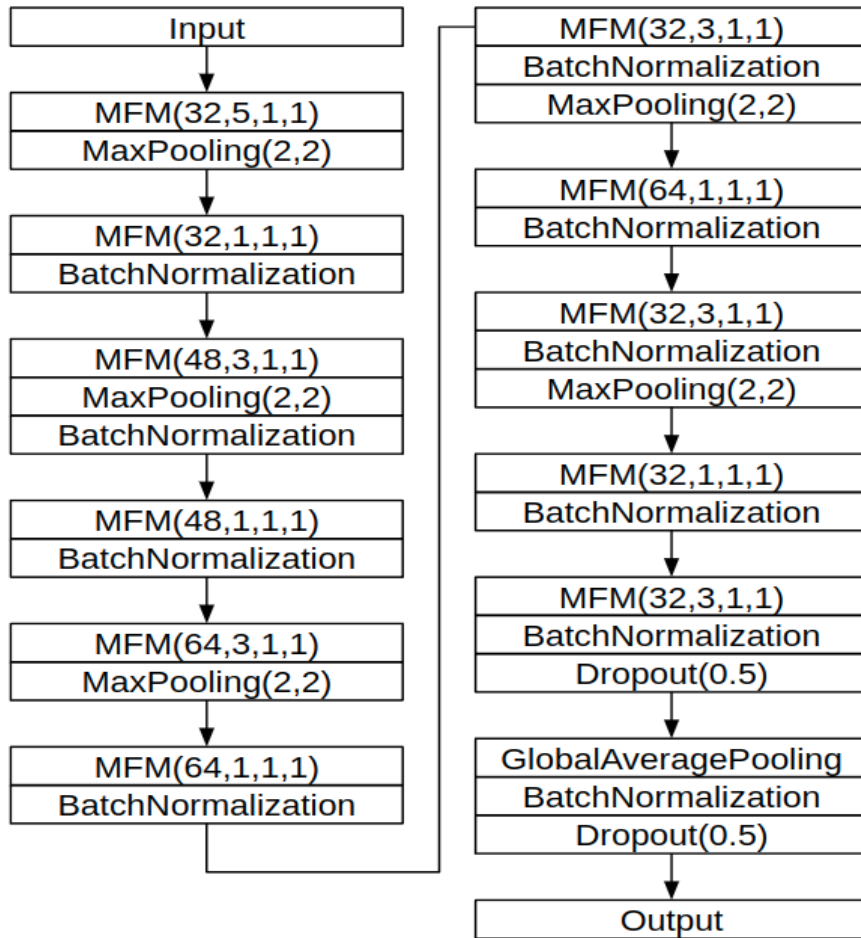 Input
MFM(32,5,1,1)
MaxPooling(2,2)
MFM(32,1,1,1)
BatchNormalization
MFM(48,3,1,1)
MaxPooling(2,2)
BatchNormalization
MFM(48,1,1,1)
BatchNormalization
MFM(64,3,1,1)
MaxPooling(2,2)
MFM(64,1,1,1)
BatchNormalization
MFM(32,3,1,1)
BatchNormalization
MaxPooling(2,2)
MFM(64,1,1,1)
BatchNormalization
MFM(32,3,1,1)
BatchNormalization
MaxPooling(2,2)
MFM(32,1,1,1)
BatchNormalization
MFM(32,3,1,1)
BatchNormalization
Dropout(0.5)
GlobalAveragePooling
BatchNormalization
Dropout(0.5)
Output